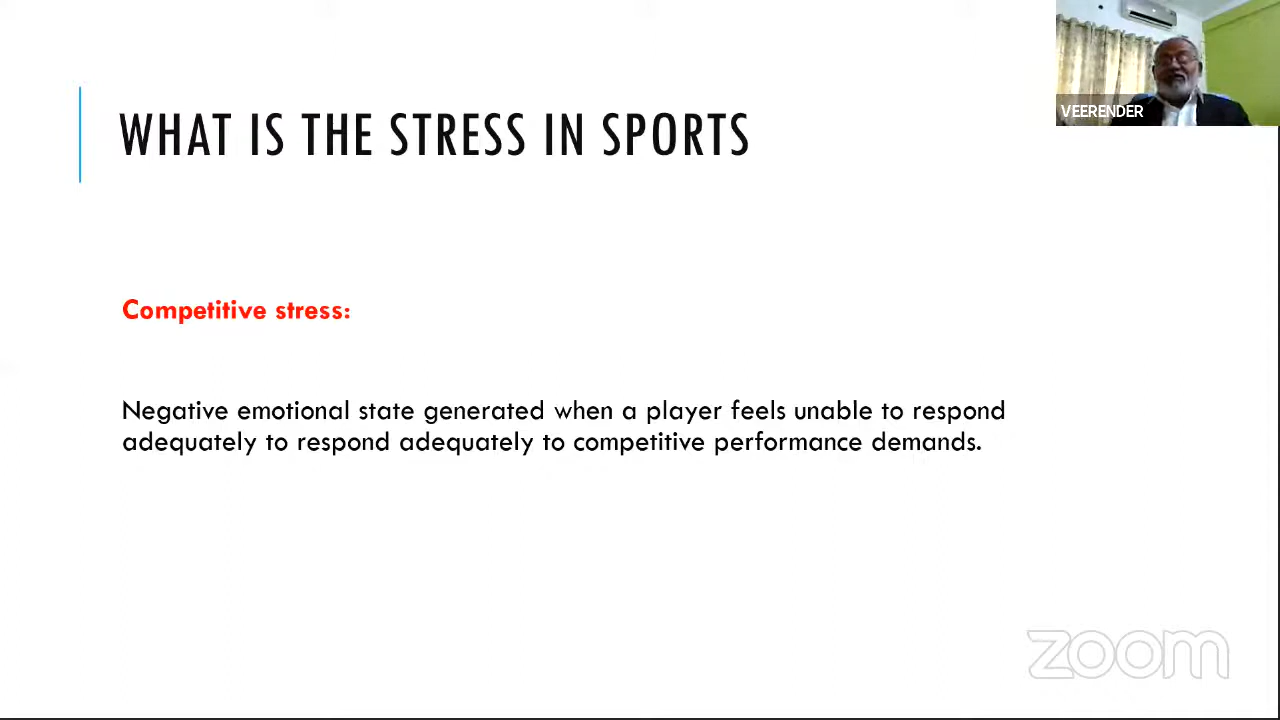 WHAT IS THE STRESS IN SPORTS
VEERENDER
Competitive stress:
Negative emotional state generated when a player feels unable to respond
adequately to respond adequately to competitive performance demands.
zoom